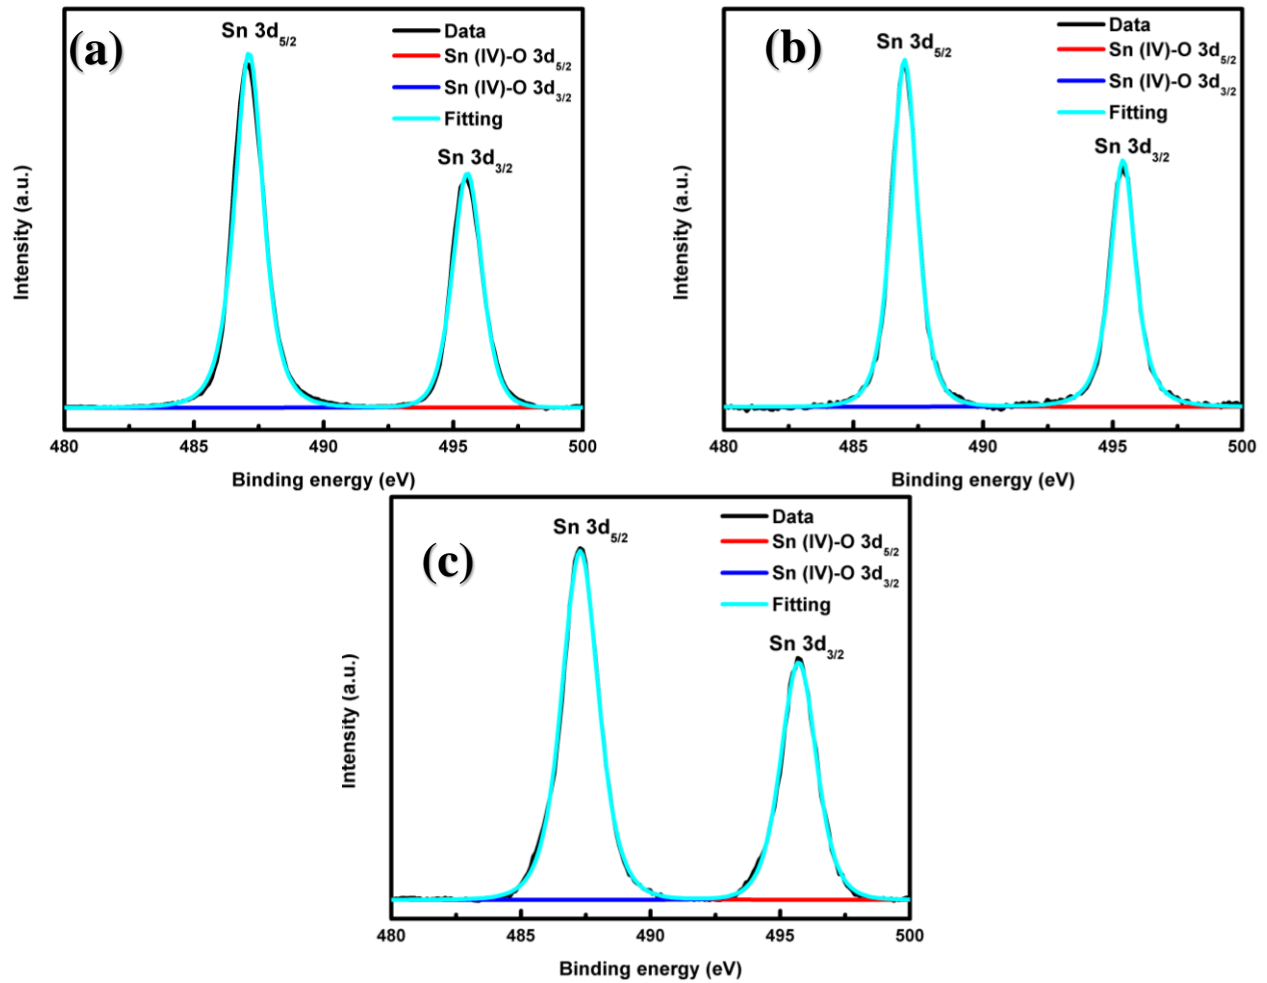 (a)
Sn 3d5/2
Data
Sn (IV)-O 3d5/2
Sn (IV)-O 3d3/2
Fitting
Sn 3d3/2
Intensity (a.u.)
480 485 490 495 500
Binding energy (eV)
(b)
Sn 3d5/2
Data
Sn (IV)-O 3d5/2
Sn (IV)-O 3d3/2
Fitting
Sn 3d3/2
Intensity (a.u.)
480 485 490 495 500
Binding energy (eV)
(c)
Sn 3d5/2
Data
Sn (IV)-O 3d5/2
Sn (IV)-O 3d3/2
Fitting
Sn 3d3/2
Intensity (a.u.)
480 485 490 495 500
Binding energy (eV)